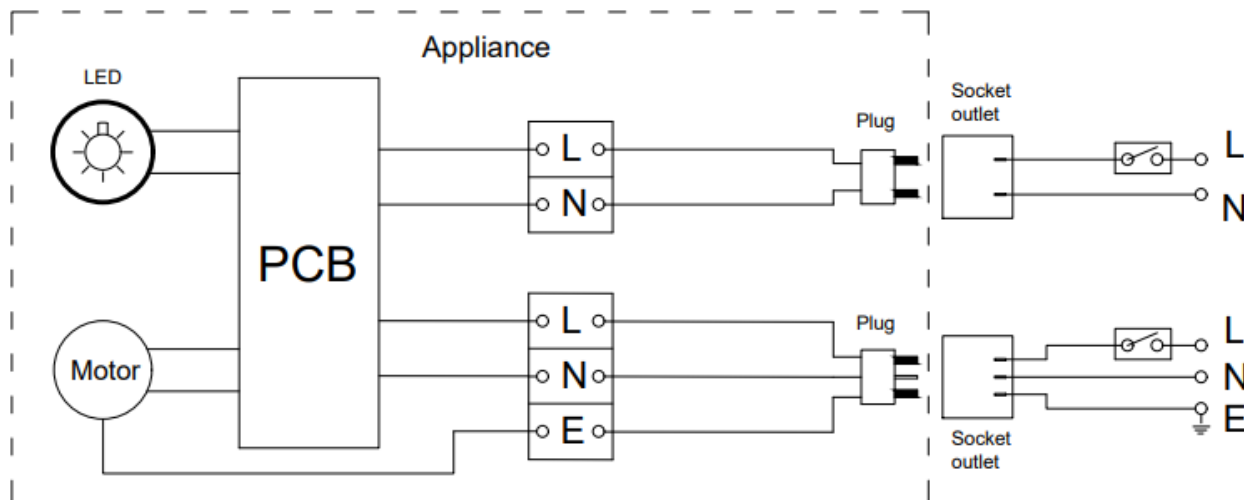 Appliance
LED
Socket
outlet
Plug
L
L
N
N
PCB
L
Plug
L
Motor
N
N
E
E
Socket
outlet